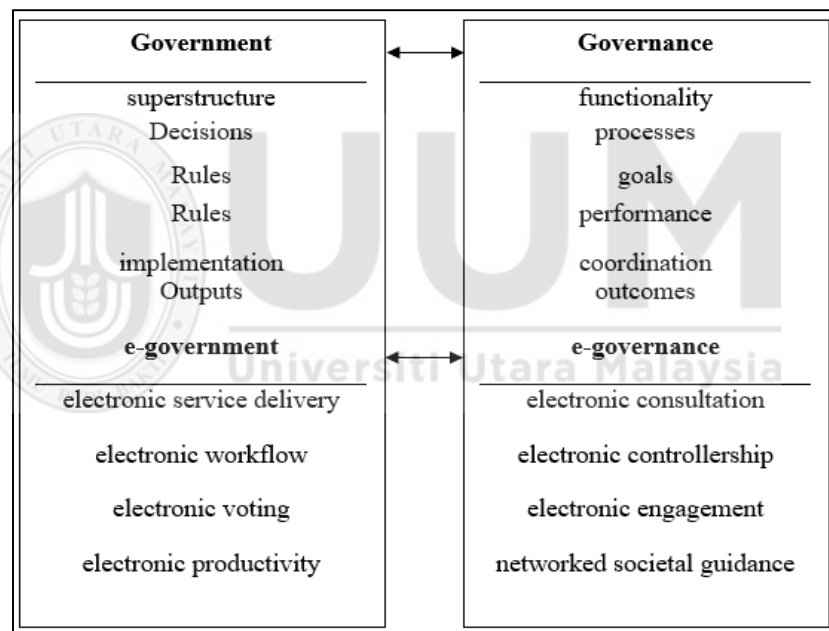 Government
superstructure
Decisions
Rules
Rules
implementation
Outputs
e-government
electronic service delivery
electronic workflow
electronic voting
electronic productivity
Governance
functionality
processes
goals
performance
coordination
outcomes
e-governance
electronic consultation
electronic controllership
electronic engagement
networked societal guidance
UUM
Universiti Utara Malaysia